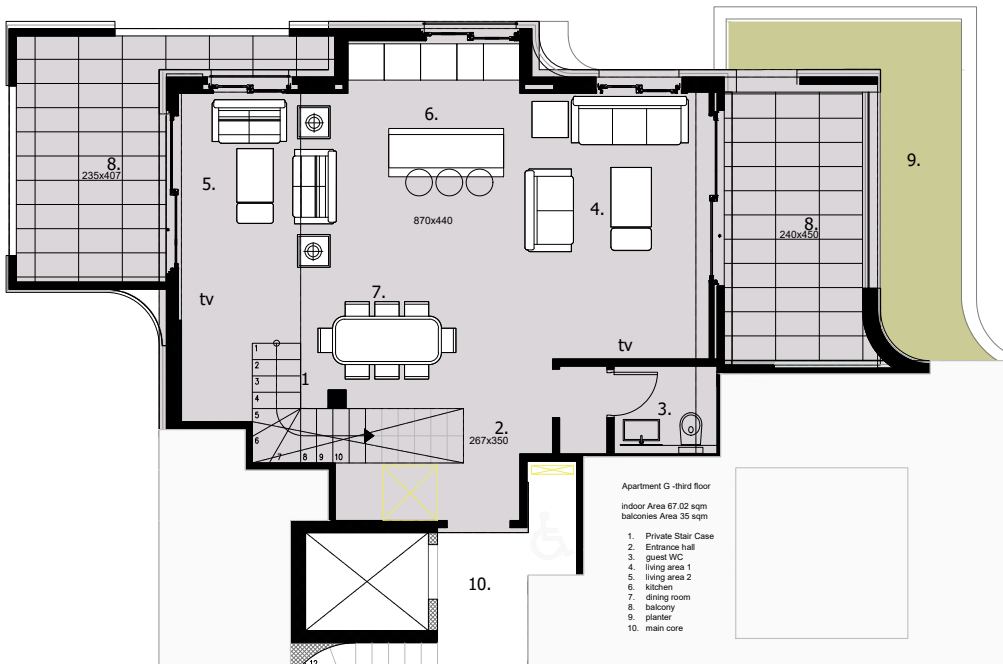 6.
8.
235x407
5.
9.
4.
870x440
8.
240x450
7.
tv
tv
1
2
3
1
4
5
6
7
8
9
10
2.
267x350
3.
Apartment G -third floor
indoor Area 67.02 sqm
balconies Area 35 sqm
1. Private Stair Case
2. Entrance hall
3. guest WC
4. living area 1
5. living area 2
6. kitchen
7. dining room
8. balcony
9. planter
10. main core
10.
12